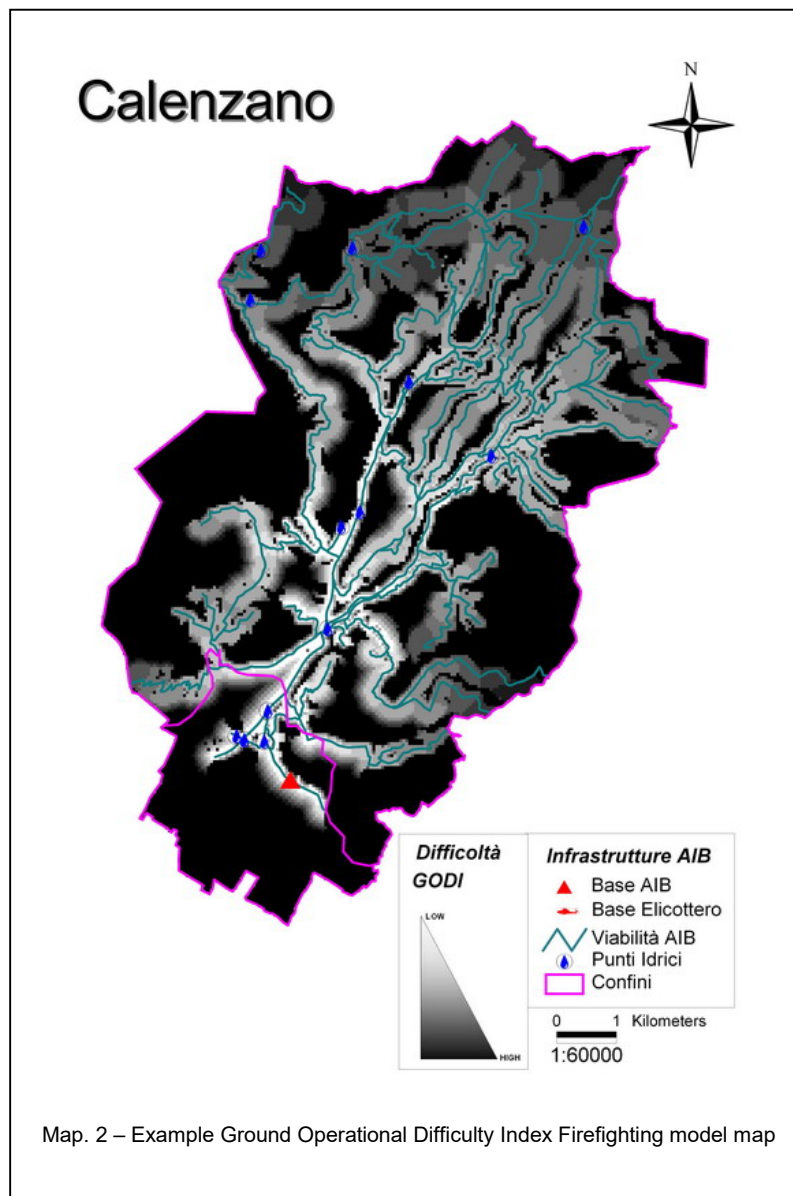 Calenzano
N
Difficoltà
GODI
LOW
HIGH
Infrastrutture AIB
Base AIB
Base Elicottero
Viabilità AIB
Punti Idrici
Confini
0 1 Kilometers
1:60000
Map. 2 – Example Ground Operational Difficulty Index Firefighting model map